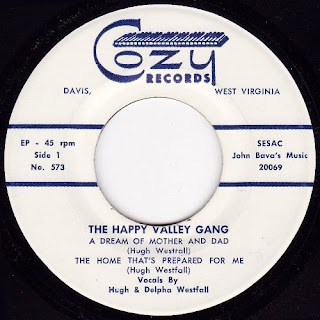 Cozy
RECORDS
DAVIS, WEST VIRGINIA
EP - 45 rpm
Side 1
No. 573
SESAC
John Bava's Music
20069
THE HAPPY VALLEY GANG
A DREAM OF MOTHER AND DAD
(Hugh Westfall)
THE HOME THAT'S PREPARED FOR ME
(Hugh Westfall)
Vocals By
Hugh & Delpha Westfall